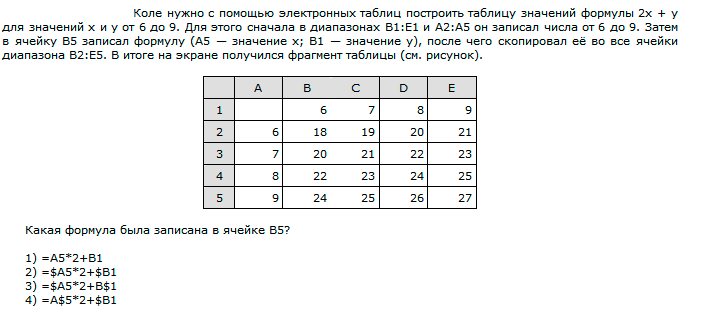 Коле нужно с помощью электронных таблиц построить таблицу значений формулы 2x + y
для значений x и y от 6 до 9. Для этого сначала в диапазонах B1:E1 и A2:A5 он записал числа от 6 до 9. Затем
в ячейку B5 записал формулу (A5 — значение x; B1 — значение y), после чего скопировал её во все ячейки
диапазона B2:E5. В итоге на экране получился фрагмент таблицы (см. рисунок).
A B C D E
1 6 7 8 9
2 6 18 19 20 21
3 7 20 21 22 23
4 8 22 23 24 25
5 9 24 25 26 27
Какая формула была записана в ячейке B5?
1) =A5*2+B1
2) =$A5*2+$B1
3) =$A5*2+B$1
4) =A$5*2+$B1